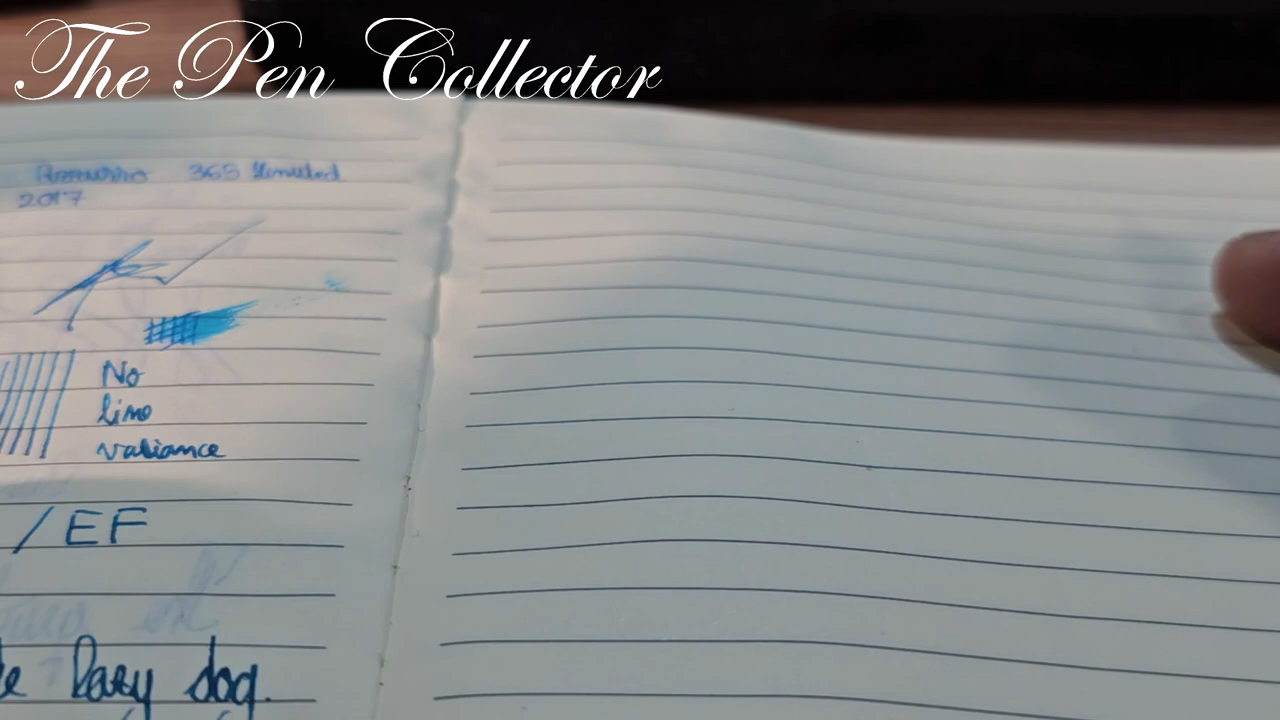 The Pen Collector
365 Limited
2017
No
line
variance
/EF
Lazy dog.